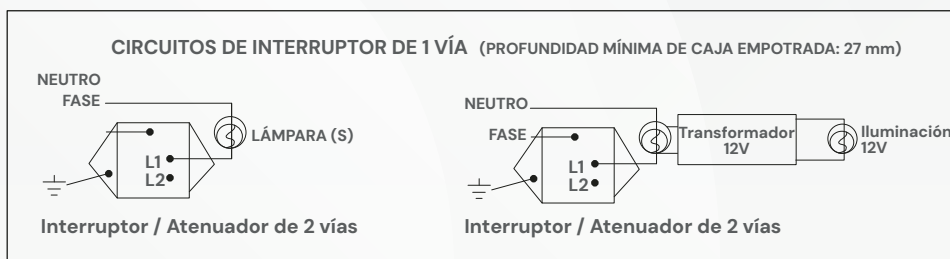 CIRCUITOS DE INTERRUPTOR DE 1 VÍA (PROFUNDIDAD MÍNIMA DE CAJA EMPOTRADA: 27 mm)
NEUTRO
FASE
LÁMPARA (S)
L1
L2
Interruptor / Atenuador de 2 vías
NEUTRO
FASE
Transformador
12V
Iluminación
12V
L1
L2
Interruptor / Atenuador de 2 vías